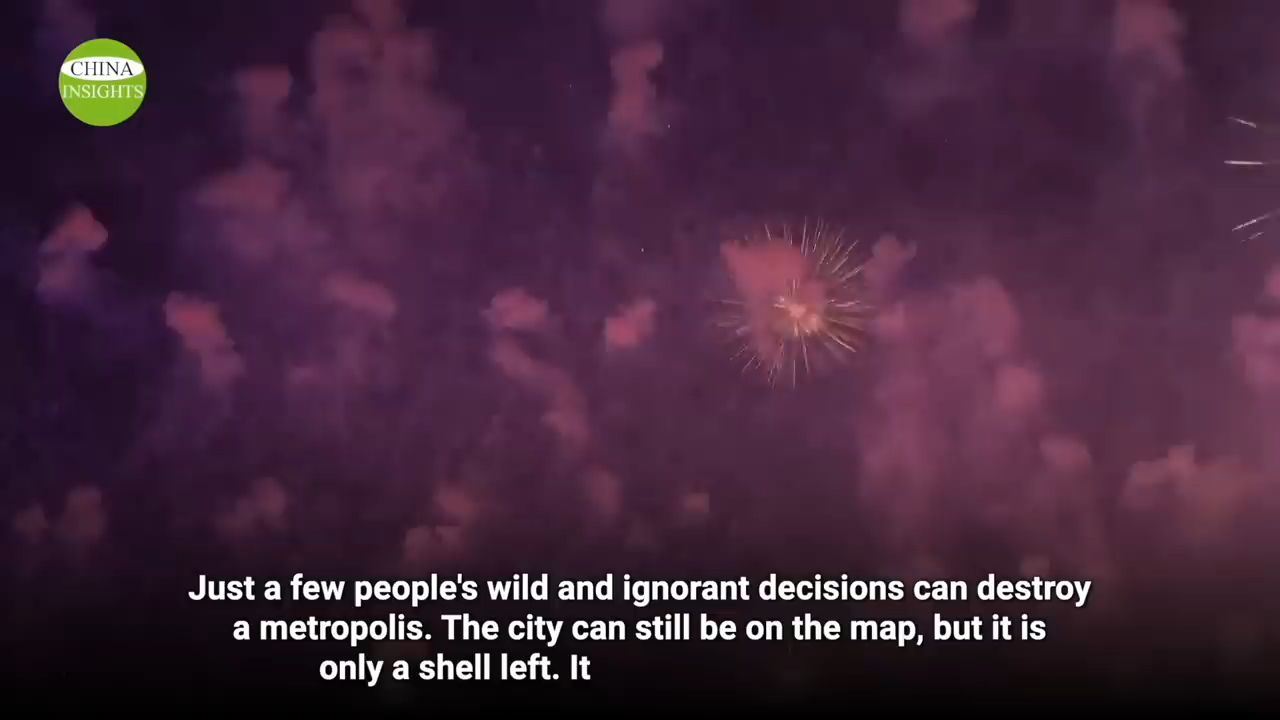 CHINA
INSIGHTS
Just a few people's wild and ignorant decisions can destroy
a metropolis. The city can still be on the map, but it is
only a shell left. It